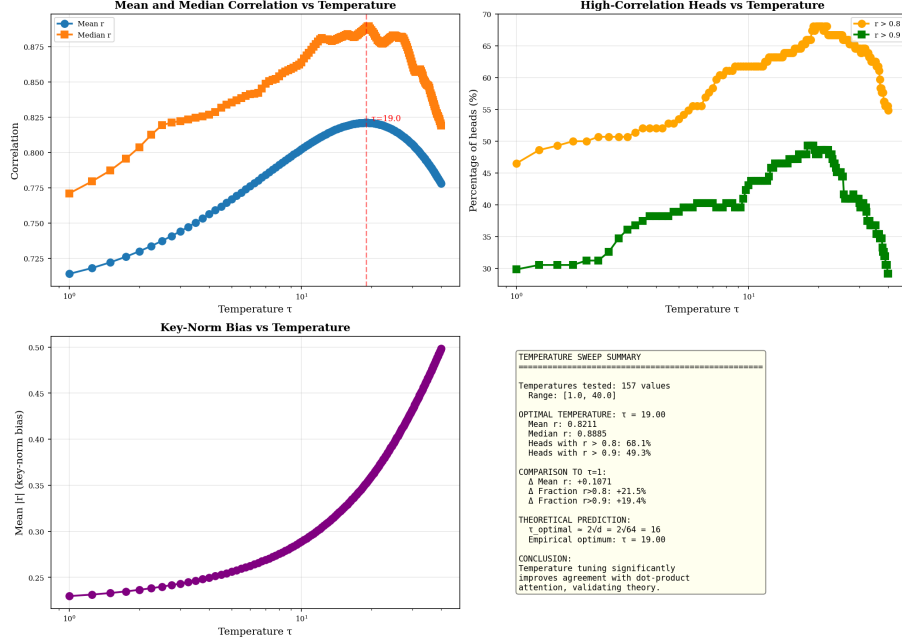 Mean and Median Correlation vs Temperature
Mean r
Median r
0.875
0.850
0.825
0.800
0.775
0.750
0.725
Correlation
τ=19.0
10⁰
10¹
Temperature τ
High-Correlation Heads vs Temperature
r > 0.8
r > 0.9
70
65
60
55
50
45
40
35
30
Percentage of heads (%)
10⁰
10¹
Temperature τ
Key-Norm Bias vs Temperature
0.50
0.45
0.40
0.35
0.30
0.25
Mean |r| (key-norm bias)
10⁰
10¹
Temperature τ
TEMPERATURE SWEEP SUMMARY
==================================================
Temperatures tested: 157 values
Range: [1.0, 40.0]
OPTIMAL TEMPERATURE: τ = 19.00
Mean r: 0.8211
Median r: 0.8885
Heads with r > 0.8: 68.1%
Heads with r > 0.9: 49.3%
COMPARISON TO τ=1:
Δ Mean r: +0.1071
Δ Fraction r>0.8: +21.5%
Δ Fraction r>0.9: +19.4%
THEORETICAL PREDICTION:
τ_optimal ≈ 2√d = 2√64 = 16
Empirical optimum: τ = 19.00
CONCLUSION:
Temperature tuning significantly
improves agreement with dot-product
attention, validating theory.